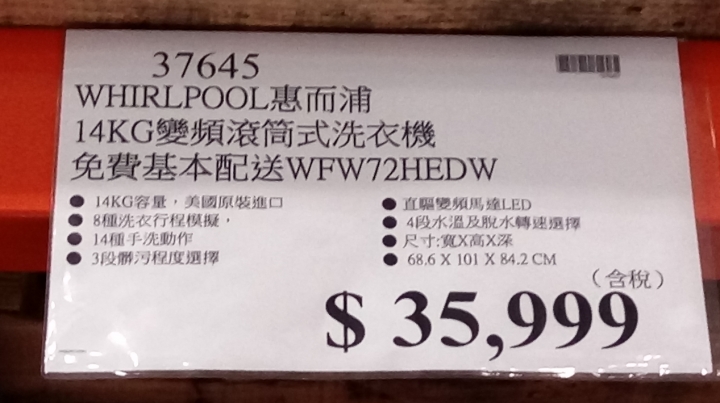 37645
WHIRLPOOL惠而浦
14KG變頻滾筒式洗衣機
免費基本配送WFW72HEDW
● 14KG容量，美國原裝進口
● 8種洗衣行程模擬，
● 14種手洗動作
● 3段髒污程度選擇
● 直驅變頻馬達LED
● 4段水溫及脫水轉速選擇
● 尺寸:寬X高X深
● 68.6 X 101 X 84.2 CM
（含稅）
$ 35,999